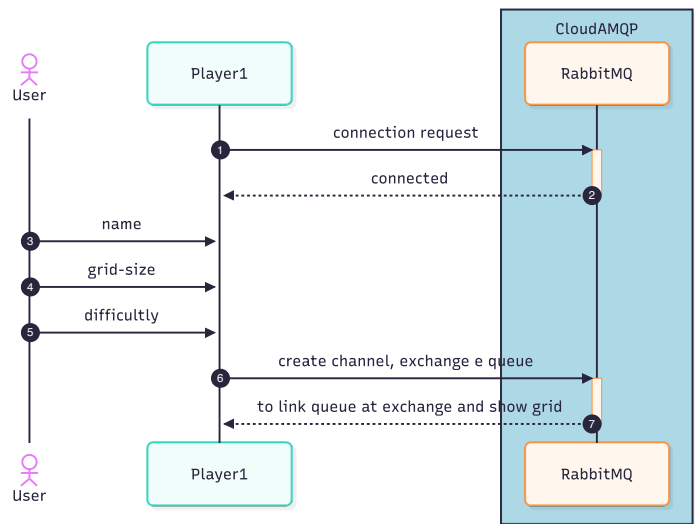 CloudAMQP
User
Player1
RabbitMQ
1
connection request
connected
2
name
3
grid-size
4
difficultly
5
create channel, exchange e queue
6
to link queue at exchange and show grid
7
User
Player1
RabbitMQ